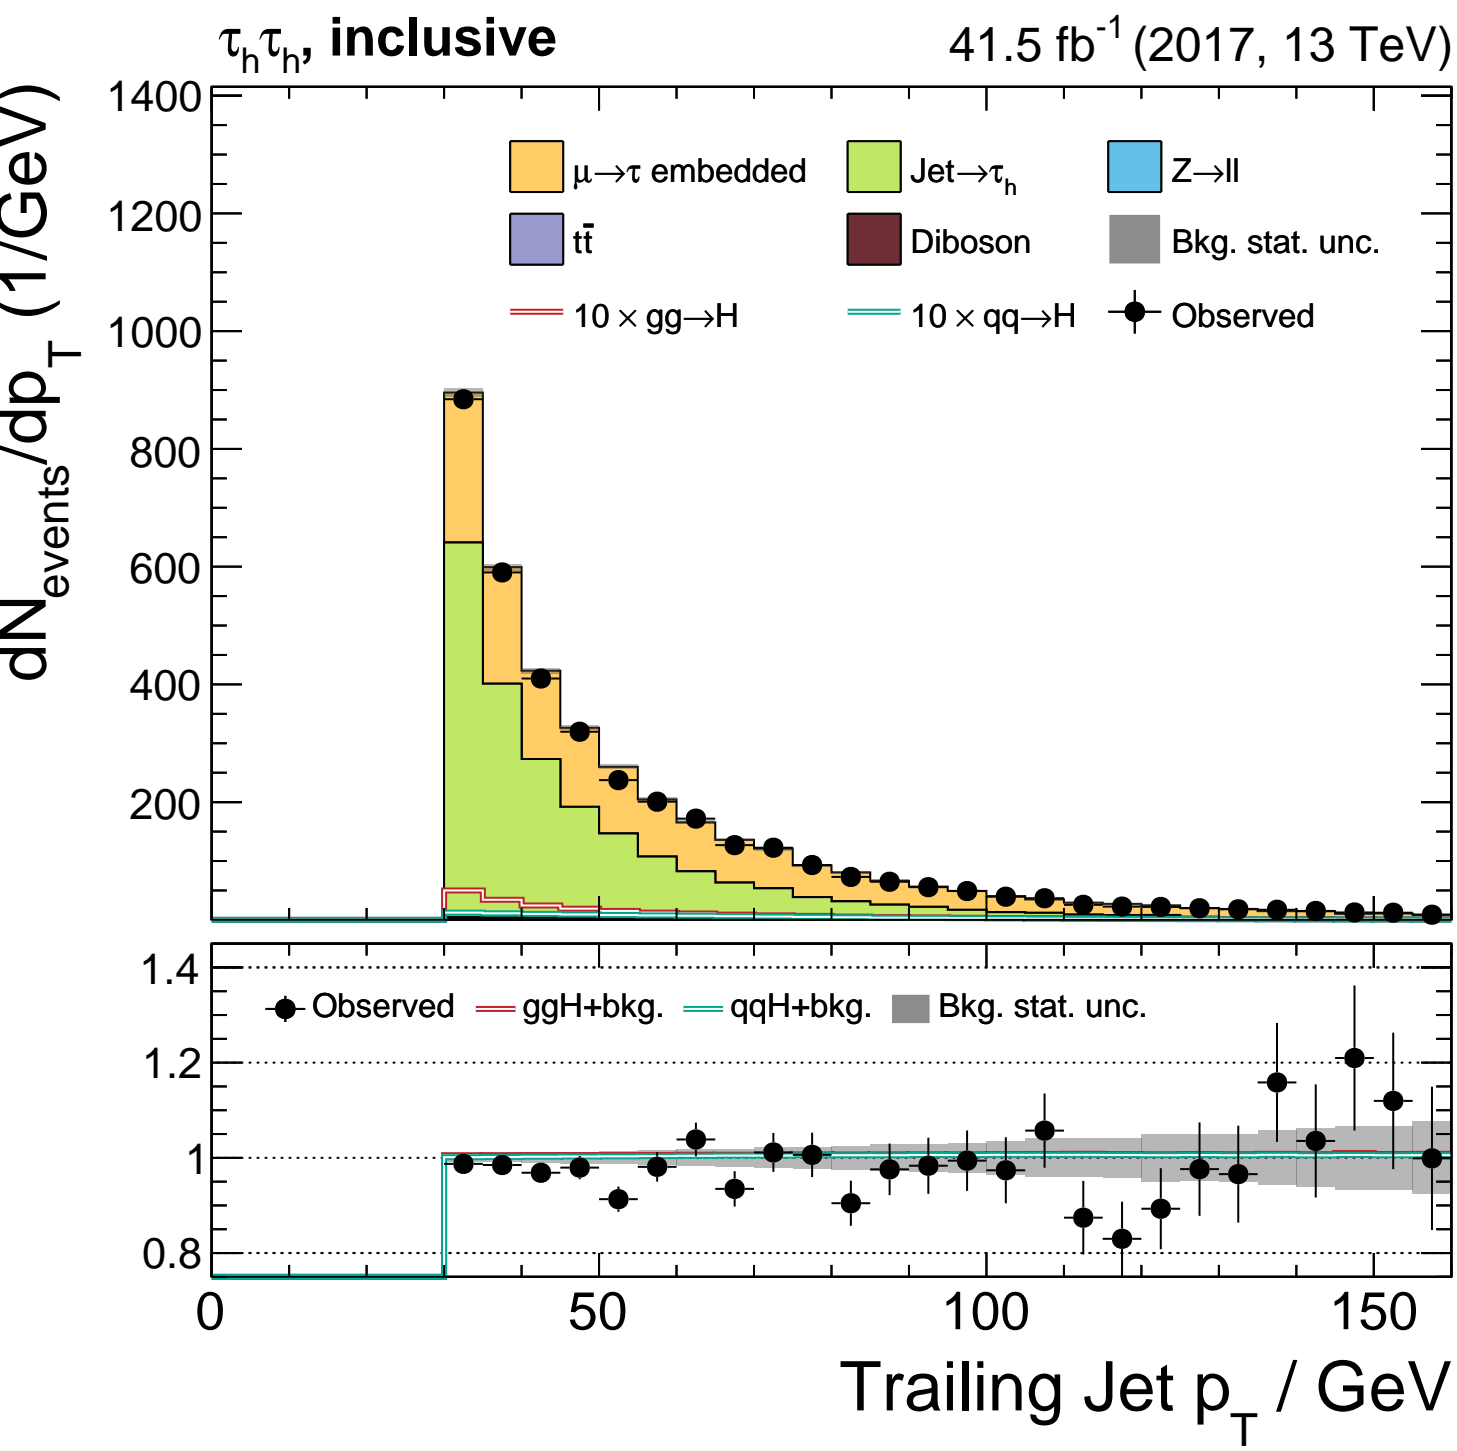 τhτh, inclusive 41.5 fb-1 (2017, 13 TeV)
dNevents/dpT (1/GeV)
1400
1200
1000
800
600
400
200
μ→τ embedded Jet→τh Z→ll
tt̄ Diboson Bkg. stat. unc.
10 × gg→H 10 × qq→H Observed
1.4
1.2
1
0.8
Observed ggH+bkg. qqH+bkg. Bkg. stat. unc.
0 50 100 150
Trailing Jet pT / GeV